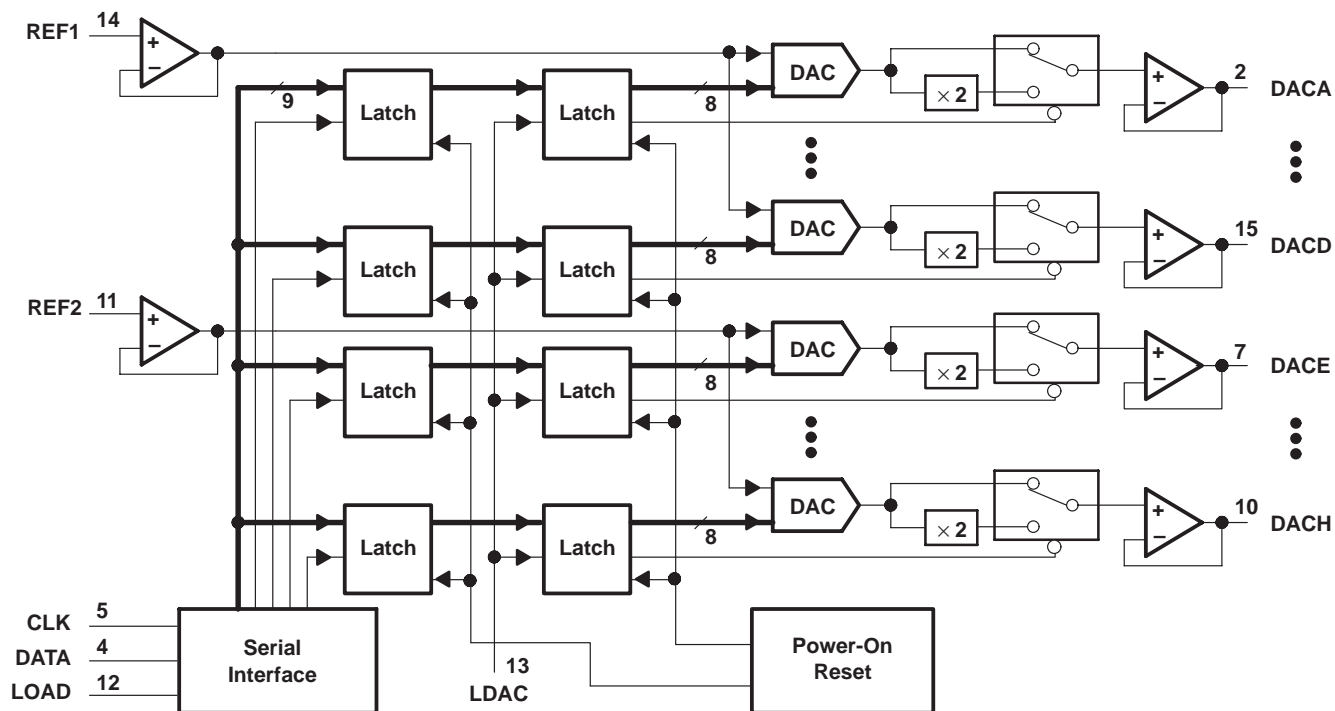 REF1 14
+
−
9
Latch
Latch
8
DAC
× 2
+
−
2 DACA
Latch
Latch
8
DAC
× 2
+
−
15 DACD
REF2 11
+
−
Latch
Latch
8
DAC
× 2
+
−
7 DACE
Latch
Latch
8
DAC
× 2
+
−
10 DACH
CLK 5
DATA 4
LOAD 12
Serial
Interface
13
LDAC
Power-On
Reset